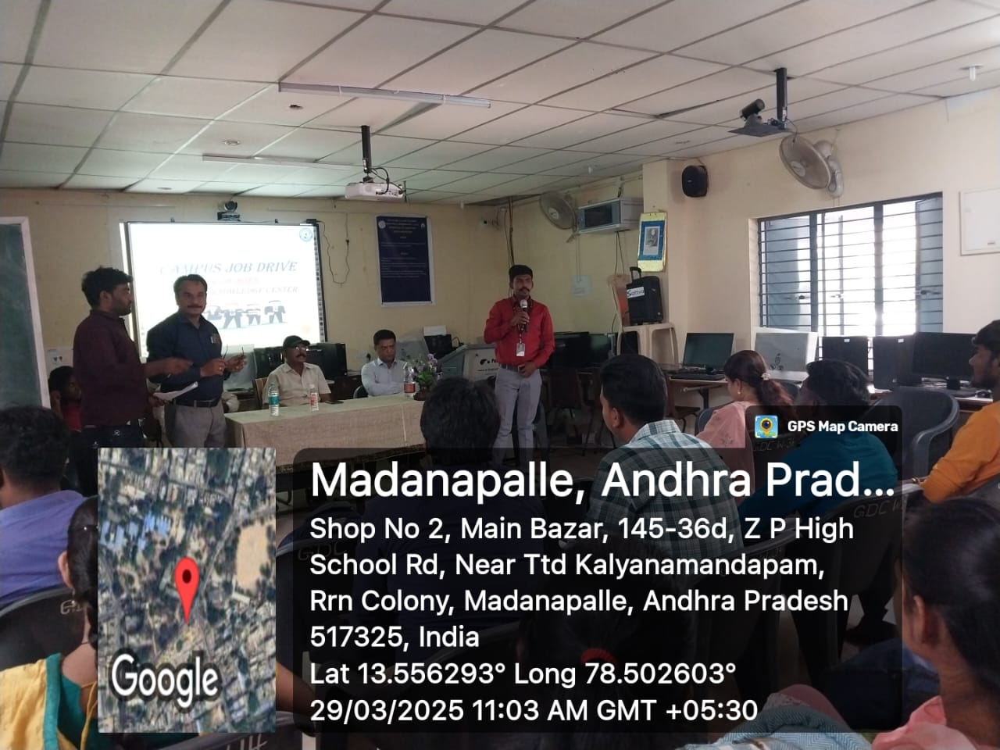 CAMPUS JOB DRIVE
KNOWLEDGE CENTER
GPS Map Camera
Madanapalle, Andhra Prad...
Shop No 2, Main Bazar, 145-36d, Z P High
School Rd, Near Ttd Kalyanamandapam,
Rrn Colony, Madanapalle, Andhra Pradesh
517325, India
Lat 13.556293° Long 78.502603°
29/03/2025 11:03 AM GMT +05:30
Google